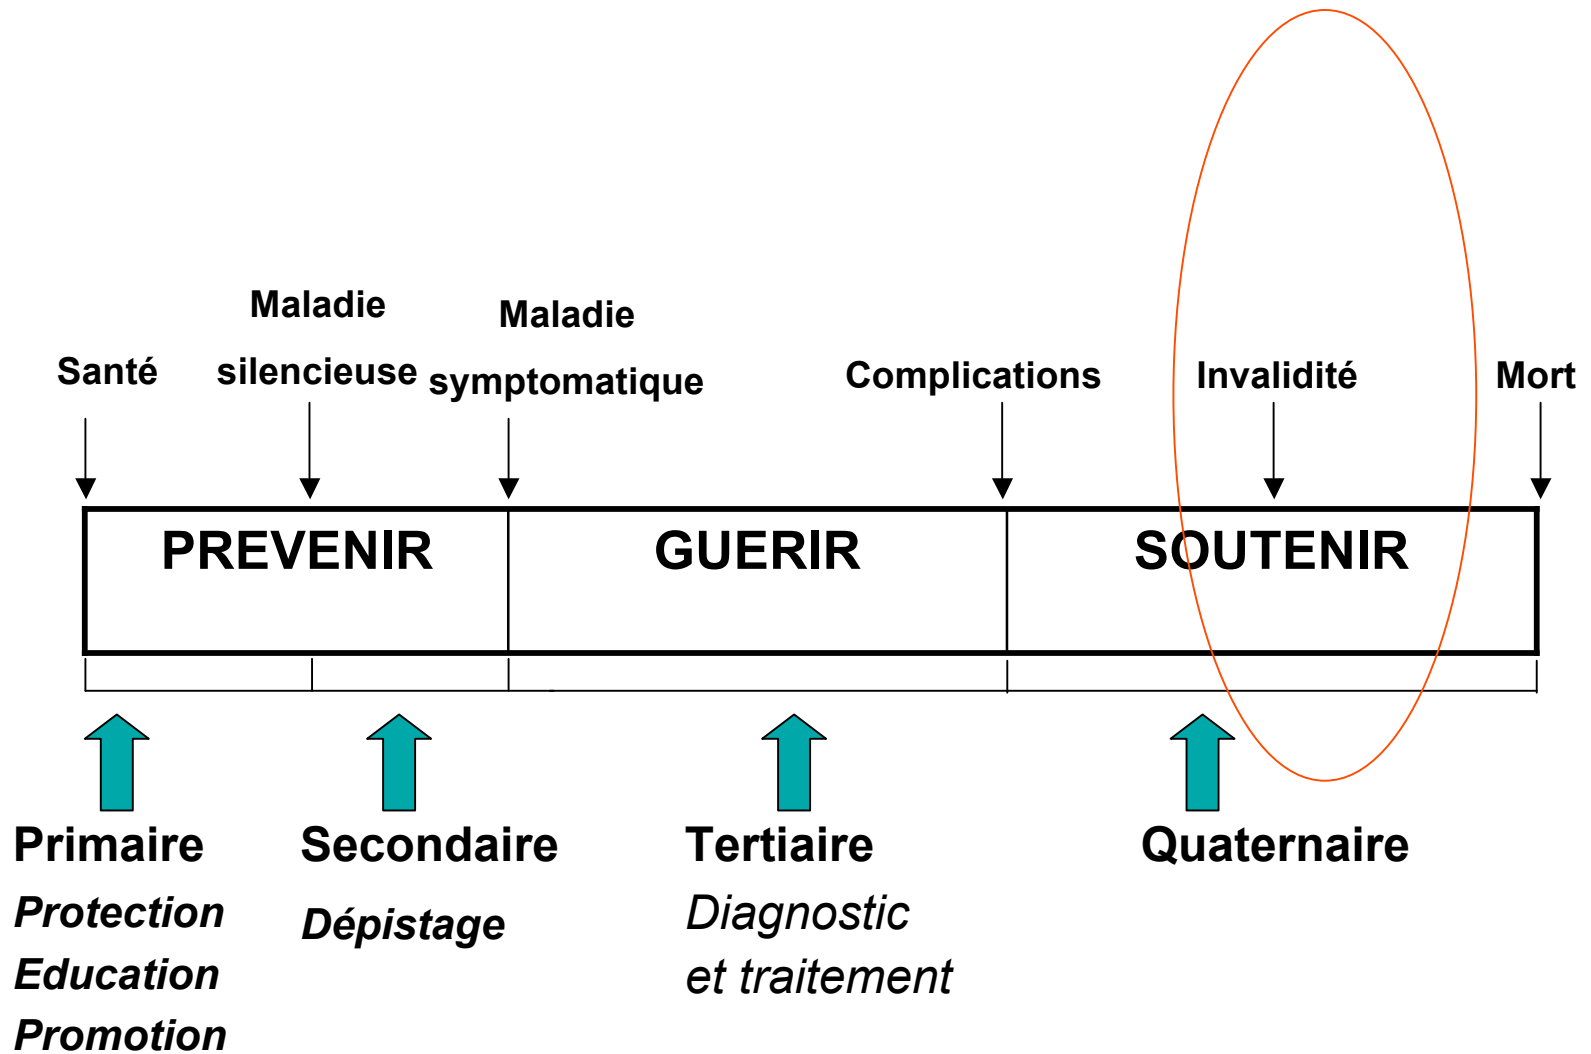 Santé
Maladie
silencieuse
Maladie
symptomatique
Complications
Invalidité
Mort
PREVENIR
GUERIR
SOUTENIR
Primaire
Protection
Education
Promotion
Secondaire
Dépistage
Tertiaire
Diagnostic
et traitement
Quaternaire